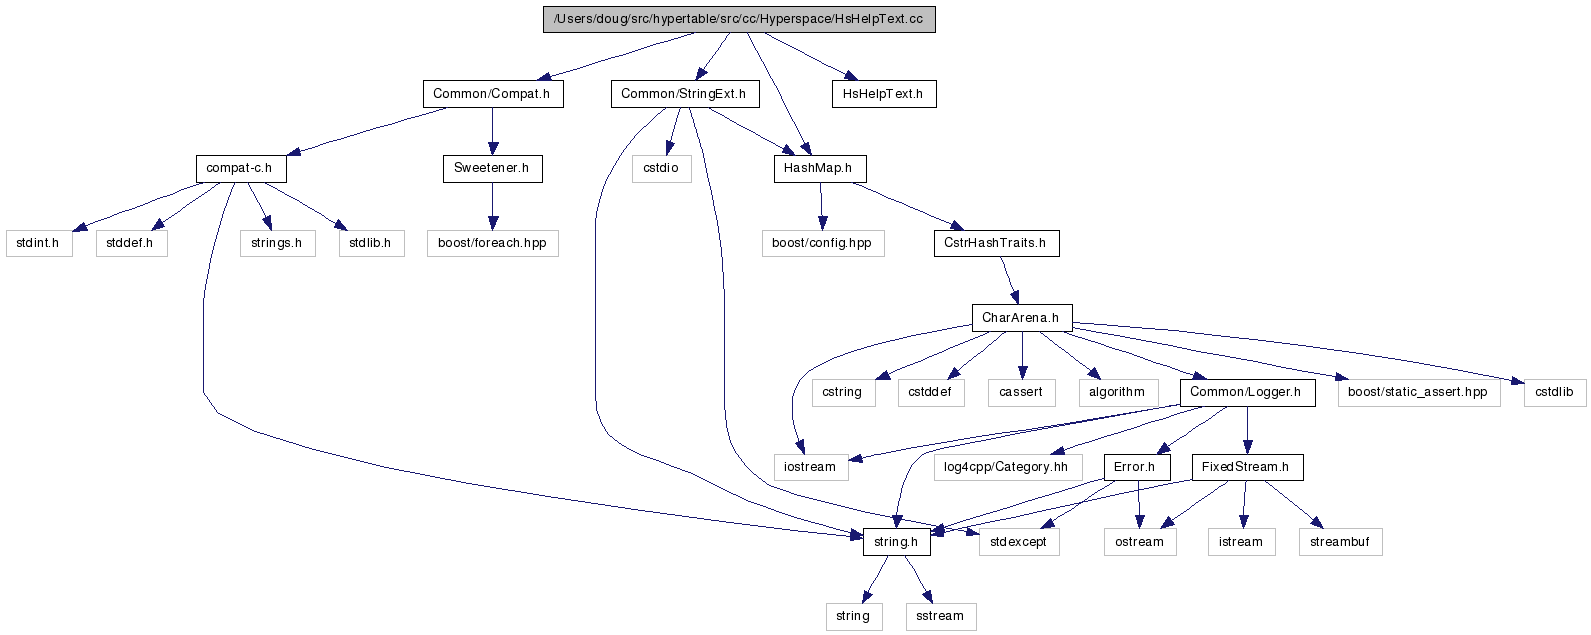 /Users/doug/src/hypertable/src/cc/Hyperspace/HsHelpText.cc
Common/Compat.h
Common/StringExt.h
HsHelpText.h
compat-c.h
Sweetener.h
cstdio
HashMap.h
stdint.h
stddef.h
strings.h
stdlib.h
boost/foreach.hpp
boost/config.hpp
CstrHashTraits.h
CharArena.h
cstring
cstddef
cassert
algorithm
Common/Logger.h
boost/static_assert.hpp
cstdlib
iostream
log4cpp/Category.hh
Error.h
FixedStream.h
string.h
stdexcept
ostream
istream
streambuf
string
sstream